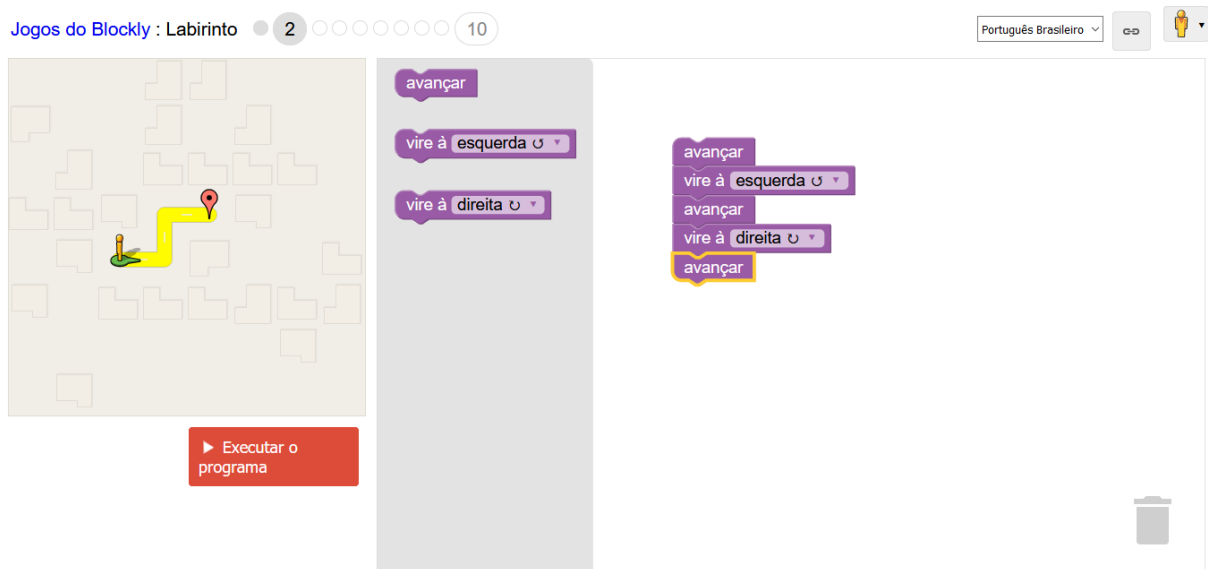 Jogos do Blockly : Labirinto 2 10
Português Brasileiro
avançar
vire à esquerda ↺ ▼
vire à direita ↻ ▼
avançar
vire à esquerda ↺ ▼
avançar
vire à direita ↻ ▼
avançar
Executar o
programa